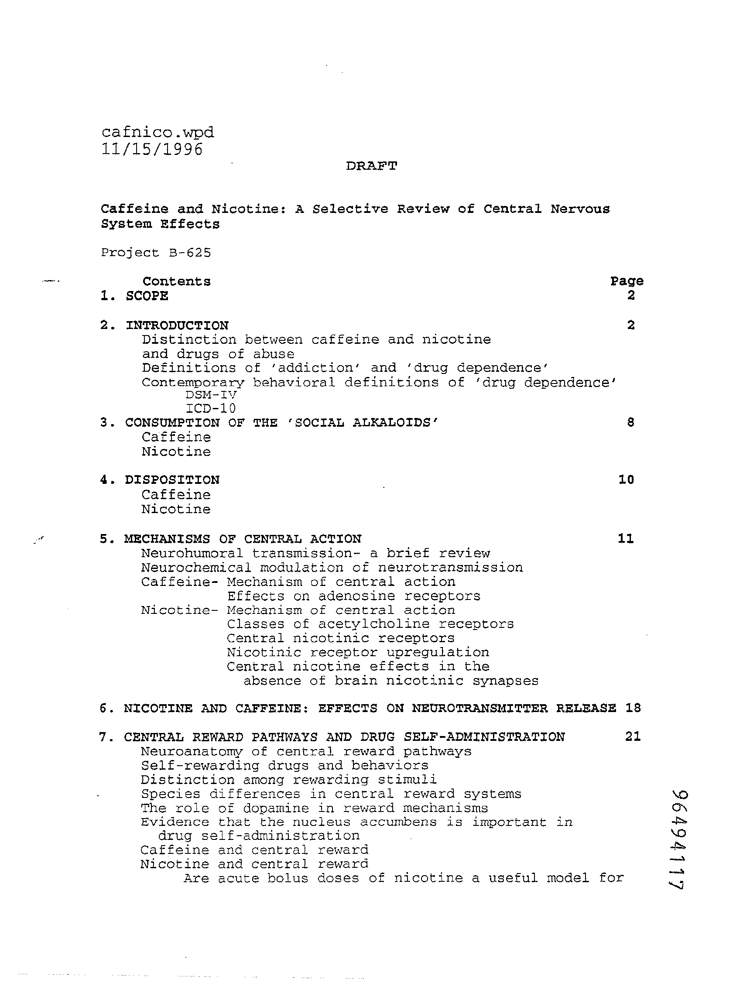 cafnico.wpd
11/15/1996
DRAFT
Caffeine and Nicotine: A Selective Review of Central Nervous
System Effects
Project B-625
Contents Page
1. SCOPE 2
2. INTRODUCTION 2
Distinction between caffeine and nicotine
and drugs of abuse
Definitions of 'addiction' and 'drug dependence'
Contemporary behavioral definitions of 'drug dependence'
DSM-IV
ICD-10
3. CONSUMPTION OF THE 'SOCIAL ALKALOIDS' 8
Caffeine
Nicotine
4. DISPOSITION 10
Caffeine
Nicotine
5. MECHANISMS OF CENTRAL ACTION 11
Neurohumoral transmission- a brief review
Neurochemical modulation of neurotransmission
Caffeine- Mechanism of central action
Effects on adenosine receptors
Nicotine- Mechanism of central action
Classes of acetylcholine receptors
Central nicotinic receptors
Nicotinic receptor upregulation
Central nicotine effects in the
absence of brain nicotinic synapses
6. NICOTINE AND CAFFEINE: EFFECTS ON NEUROTRANSMITTER RELEASE 18
7. CENTRAL REWARD PATHWAYS AND DRUG SELF-ADMINISTRATION 21
Neuroanatomy of central reward pathways
Self-rewarding drugs and behaviors
Distinction among rewarding stimuli
Species differences in central reward systems
The role of dopamine in reward mechanisms
Evidence that the nucleus accumbens is important in
drug self-administration
Caffeine and central reward
Nicotine and central reward
Are acute bolus doses of nicotine a useful model for
96494117